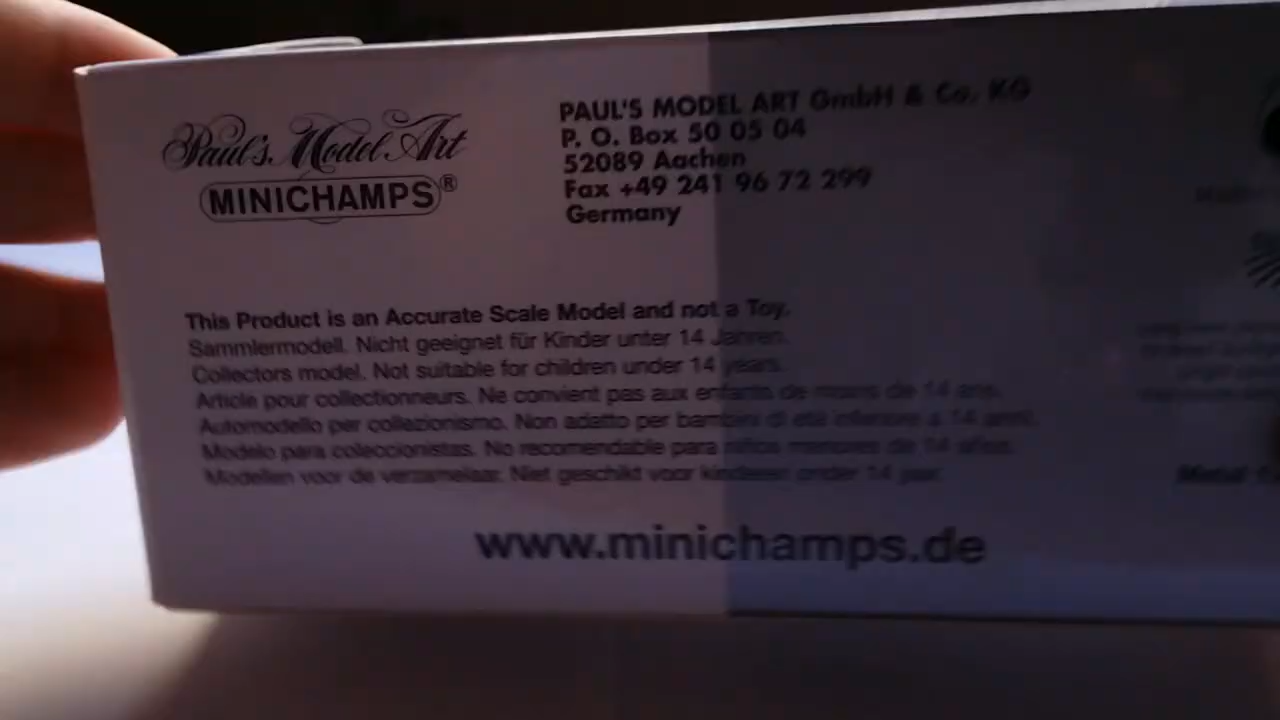 Paul's Model Art
MINICHAMPS®
PAUL'S MODEL ART GmbH & Co. KG
P. O. Box 50 05 04
52089 Aachen
Fax +49 241 96 72 299
Germany
This Product is an Accurate Scale Model and not a Toy.
Sammlermodell. Nicht geeignet für Kinder unter 14 Jahren.
Collectors model. Not suitable for children under 14 years.
Article pour collectionneurs. Ne convient pas aux enfants de moins de 14 ans.
Automodello per collezionismo. Non adatto per bambini di età inferiore a 14 anni.
Modelo para coleccionistas. No recomendable para niños menores de 14 años.
Modellen voor de verzamelaar. Niet geschikt voor kinderen onder 14 jaar.
www.minichamps.de
Metal